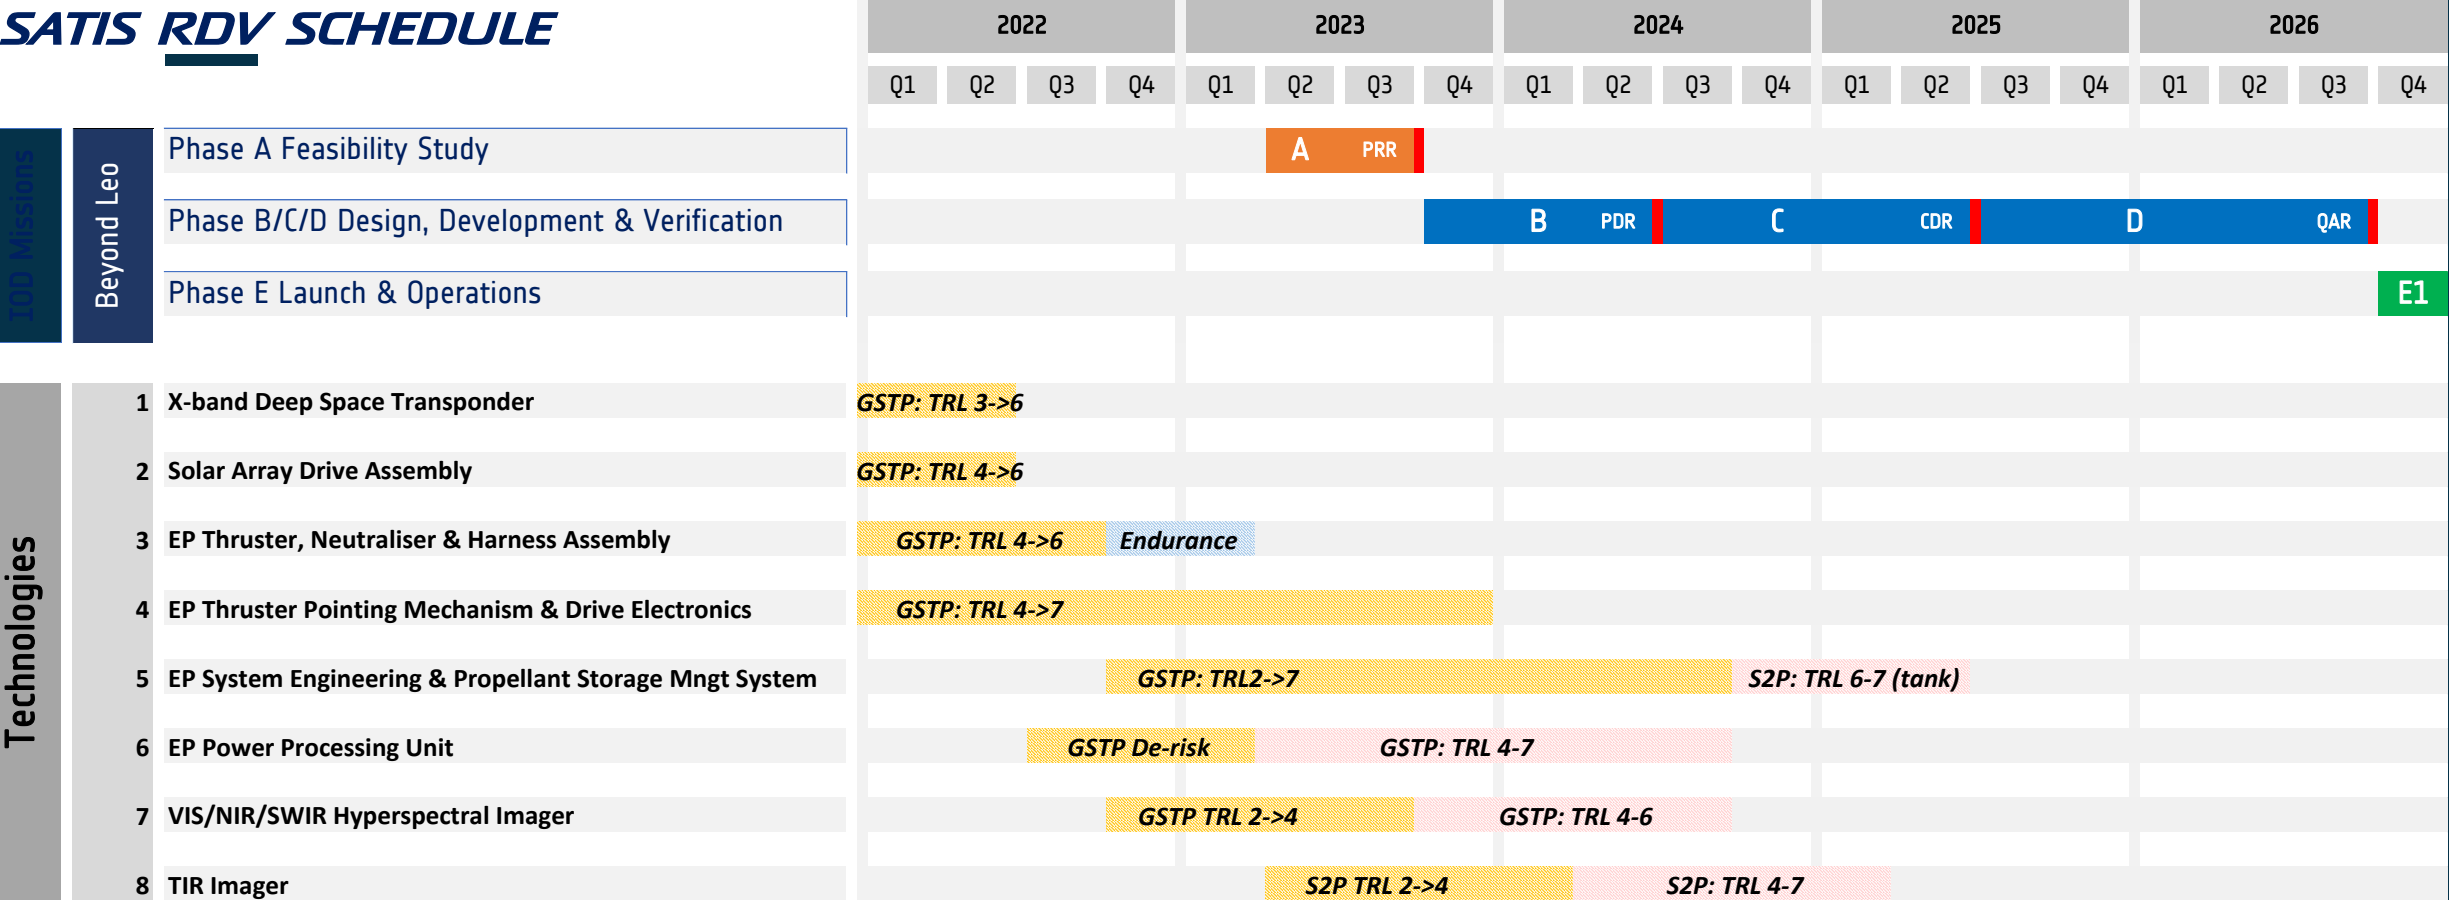 SATIS RDV SCHEDULE
2022 2023 2024 2025 2026
Q1 Q2 Q3 Q4 Q1 Q2 Q3 Q4 Q1 Q2 Q3 Q4 Q1 Q2 Q3 Q4 Q1 Q2 Q3 Q4
IOD Missions
Beyond Leo
Phase A Feasibility Study A PRR
Phase B/C/D Design, Development & Verification B PDR C CDR D QAR
Phase E Launch & Operations E1
Technologies
1 X-band Deep Space Transponder GSTP: TRL 3->6
2 Solar Array Drive Assembly GSTP: TRL 4->6
3 EP Thruster, Neutraliser & Harness Assembly GSTP: TRL 4->6 Endurance
4 EP Thruster Pointing Mechanism & Drive Electronics GSTP: TRL 4->7
5 EP System Engineering & Propellant Storage Mngt System GSTP: TRL2->7 S2P: TRL 6-7 (tank)
6 EP Power Processing Unit GSTP De-risk GSTP: TRL 4-7
7 VIS/NIR/SWIR Hyperspectral Imager GSTP TRL 2->4 GSTP: TRL 4-6
8 TIR Imager S2P TRL 2->4 S2P: TRL 4-7